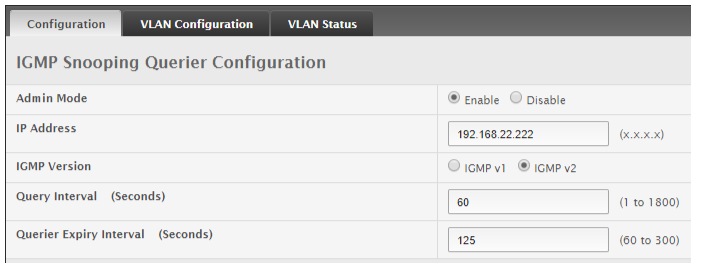 Configuration VLAN Configuration VLAN Status
IGMP Snooping Querier Configuration
Admin Mode Enable Disable
IP Address 192.168.22.222 (x.x.x.x)
IGMP Version IGMP v1 IGMP v2
Query Interval (Seconds) 60 (1 to 1800)
Querier Expiry Interval (Seconds) 125 (60 to 300)